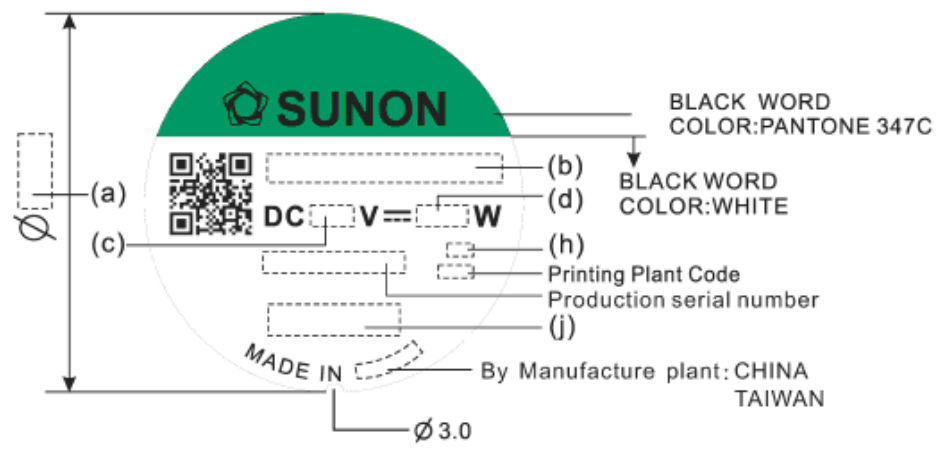 SUNON
BLACK WORD
COLOR:PANTONE 347C
(a)
Ø
(b)
BLACK WORD
COLOR:WHITE
DC V⎓ W
(d)
(c)
(h)
Printing Plant Code
Production serial number
(j)
MADE IN
By Manufacture plant: CHINA
TAIWAN
Ø 3.0